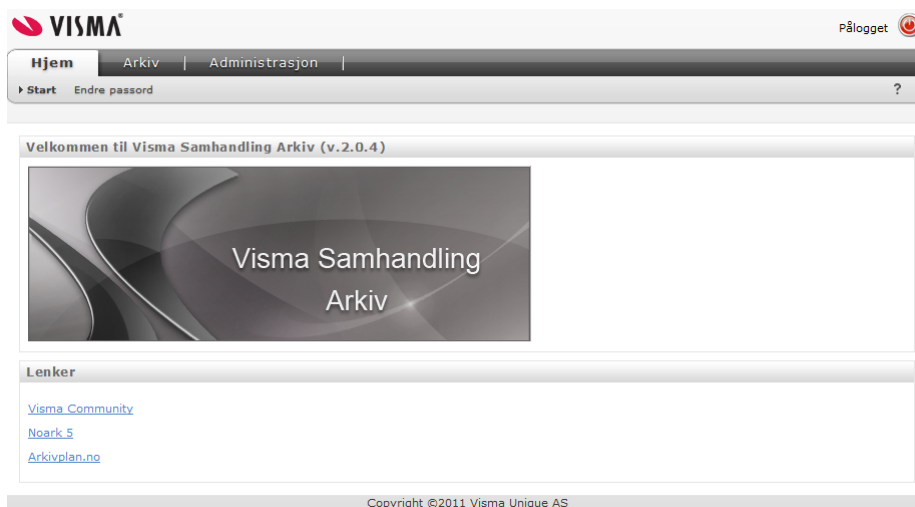 VISMA®
Pålogget
Hjem Arkiv | Administrasjon |
Start Endre passord ?
Velkommen til Visma Samhandling Arkiv (v.2.0.4)
Visma Samhandling
Arkiv
Lenker
Visma Community
Noark 5
Arkivplan.no
Copyright ©2011 Visma Unique AS